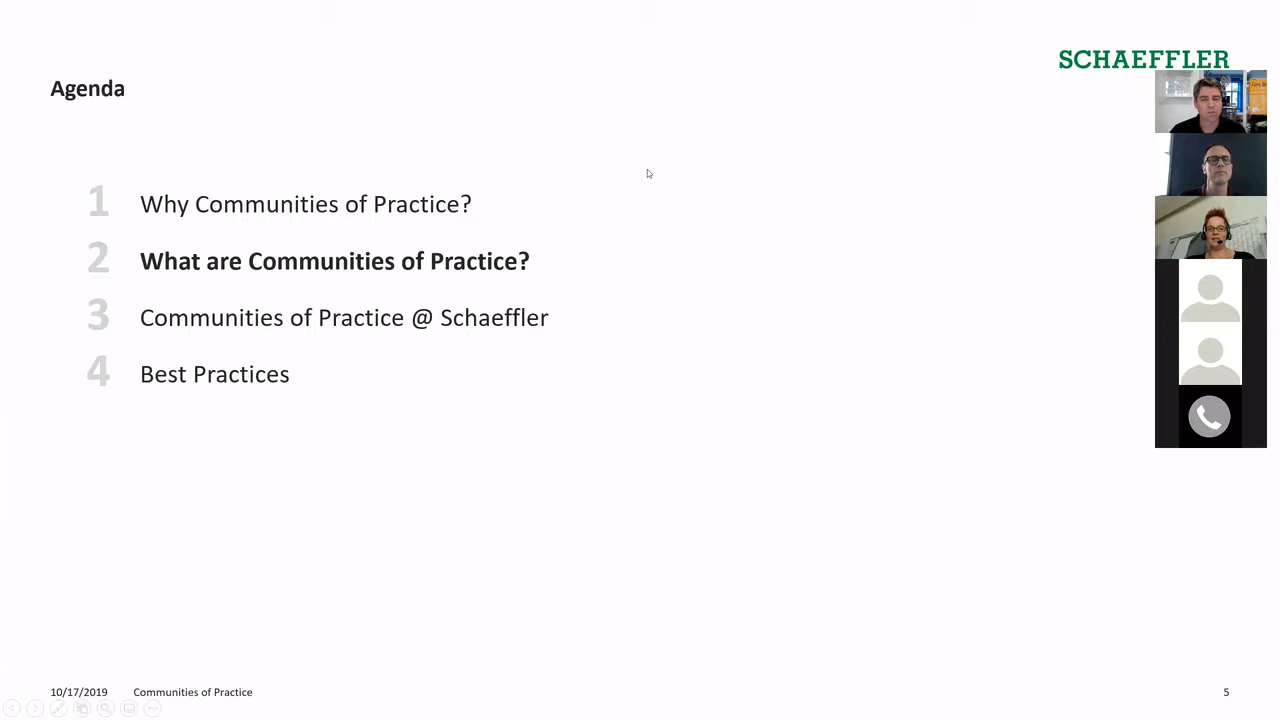 SCHAEFFLER
Agenda
1 Why Communities of Practice?
2 What are Communities of Practice?
3 Communities of Practice @ Schaeffler
4 Best Practices
10/17/2019 Communities of Practice 5